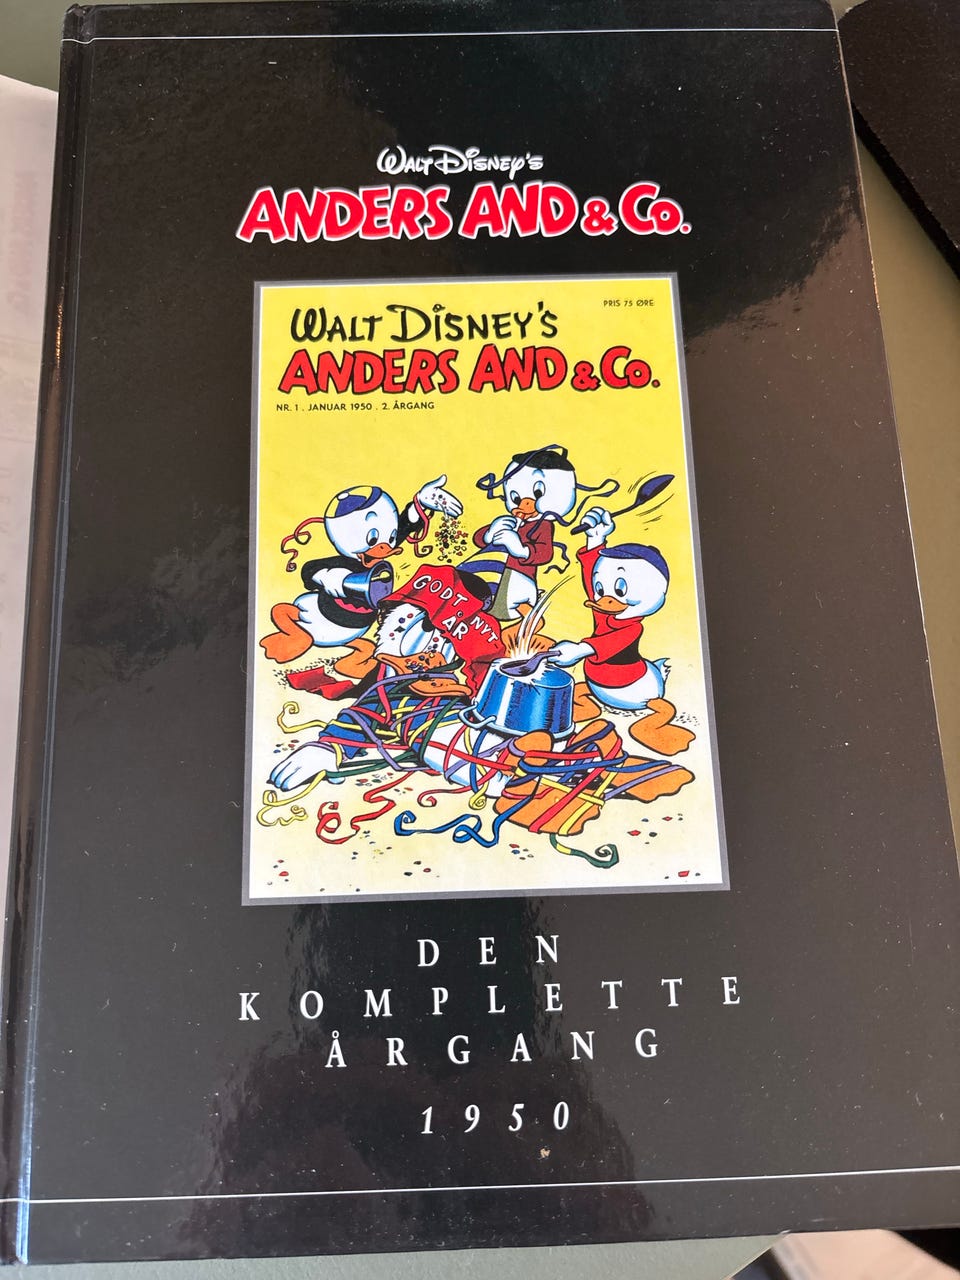 WALT DISNEY'S
ANDERS AND & Co.
PRIS 75 ØRE
WALT DISNEY'S
ANDERS AND & Co.
NR. 1 . JANUAR 1950 . 2. ÅRGANG
GODT NYT
ÅR
DEN
KOMPLETTE
ÅRGANG
1950